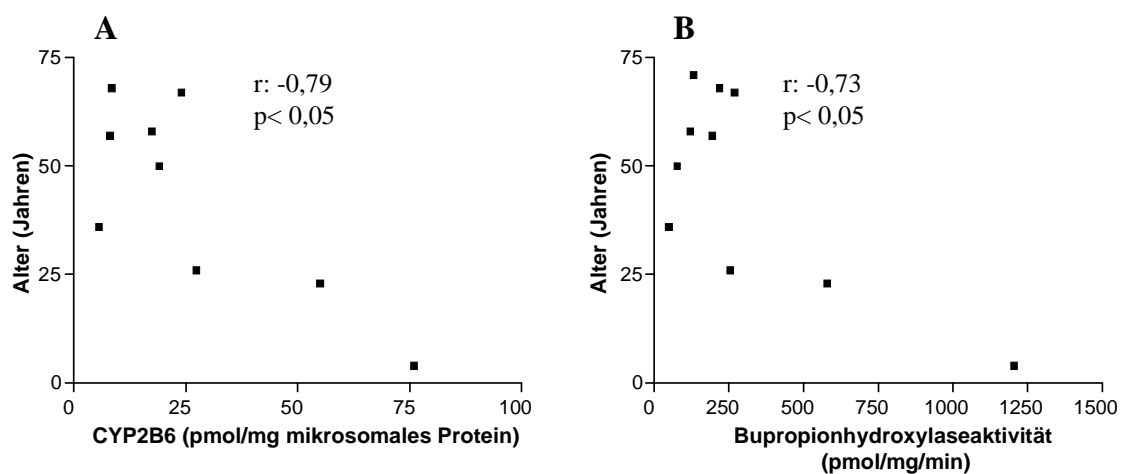 A
75
50
25
0
Alter (Jahren)
r: -0,79
p< 0,05
0 25 50 75 100
CYP2B6 (pmol/mg mikrosomales Protein)
B
75
50
25
0
Alter (Jahren)
r: -0,73
p< 0,05
0 250 500 750 1000 1250 1500
Bupropionhydroxylaseaktivität
(pmol/mg/min)